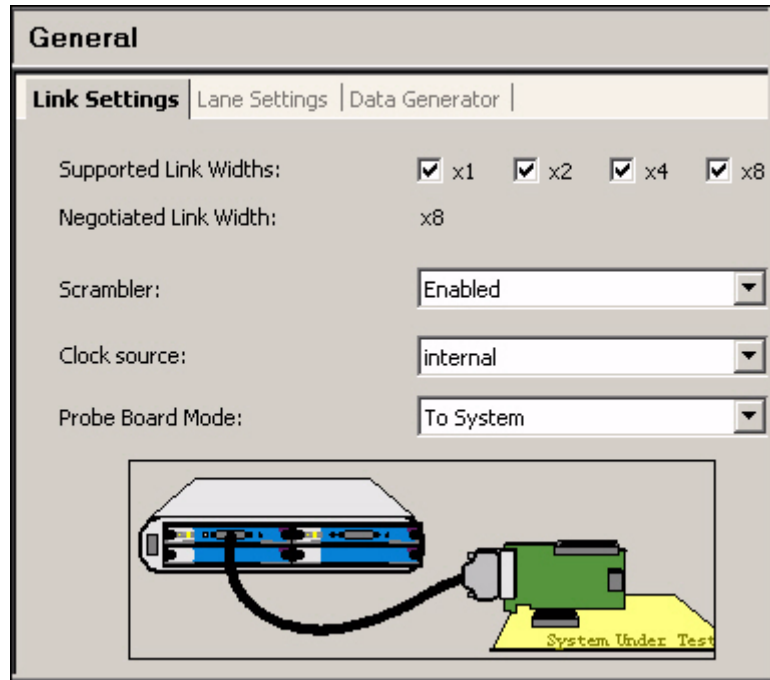 General
Link Settings Lane Settings Data Generator
Supported Link Widths: x1 x2 x4 x8
Negotiated Link Width: x8
Scrambler: Enabled
Clock source: internal
Probe Board Mode: To System
System Under Test